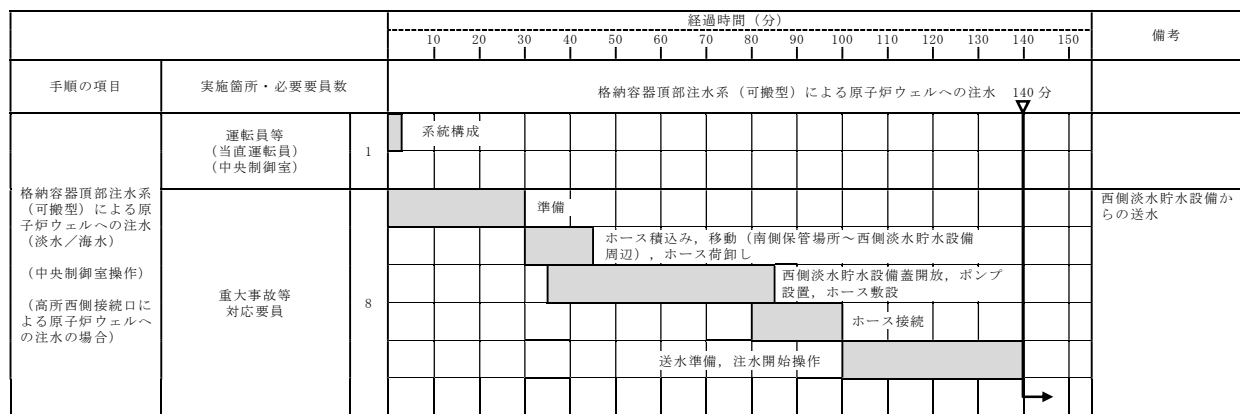 経過時間（分）
備考
10 20 30 40 50 60 70 80 90 100 110 120 130 140 150
手順の項目
実施箇所・必要要員数
格納容器頂部注水系（可搬型）による原子炉ウェルへの注水 140 分
格納容器頂部注水系
（可搬型）による原
子炉ウェルへの注水
（淡水／海水）
（中央制御室操作）
（高所西側接続口に
よる原子炉ウェルへ
の注水の場合）
運転員等
（当直運転員）
（中央制御室）
1
系統構成
重大事故等
対応要員
8
準備
ホース積込み，移動（南側保管場所～西側淡水貯水設備
周辺），ホース荷卸し
西側淡水貯水設備蓋開放，ポンプ
設置，ホース敷設
ホース接続
送水準備，注水開始操作
西側淡水貯水設備か
らの送水